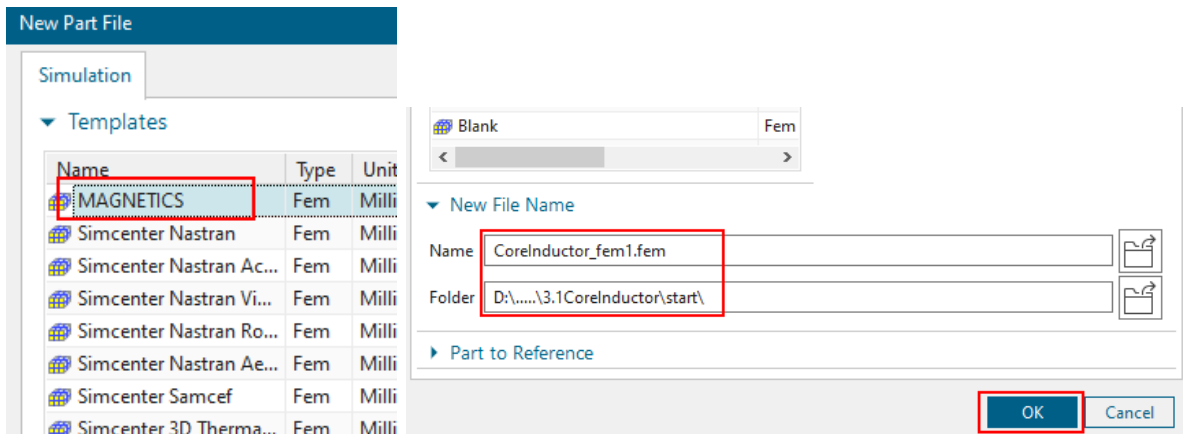 New Part File
Simulation
Templates
Name Type Unit
MAGNETICS Fem Milli
Simcenter Nastran Fem Milli
Simcenter Nastran Ac... Fem Milli
Simcenter Nastran Vi... Fem Milli
Simcenter Nastran Ro... Fem Milli
Simcenter Nastran Ae... Fem Milli
Simcenter Samcef Fem Milli
Simcenter 3D Therma... Fem Milli
Blank Fem
New File Name
Name CoreInductor_fem1.fem
Folder D:\.....\3.1CoreInductor\start\
Part to Reference
OK Cancel